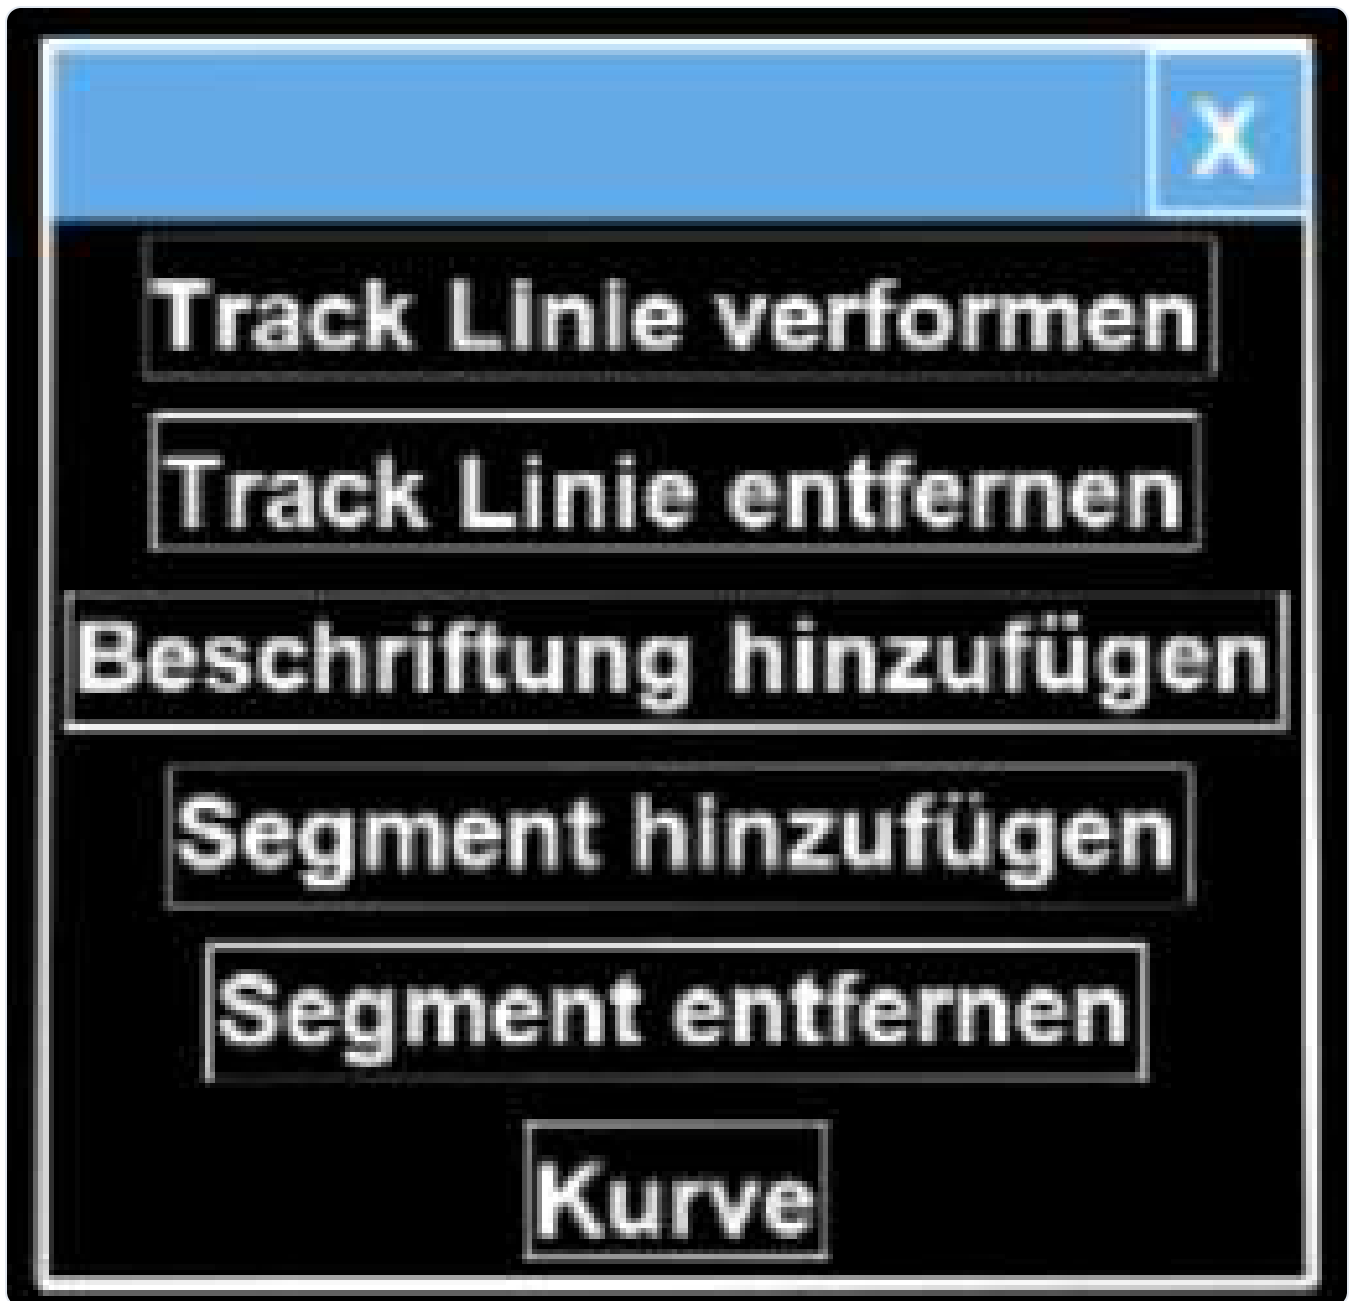 X
Track Linie verformen
Track Linie entfernen
Beschriftung hinzufügen
Segment hinzufügen
Segment entfernen
Kurve